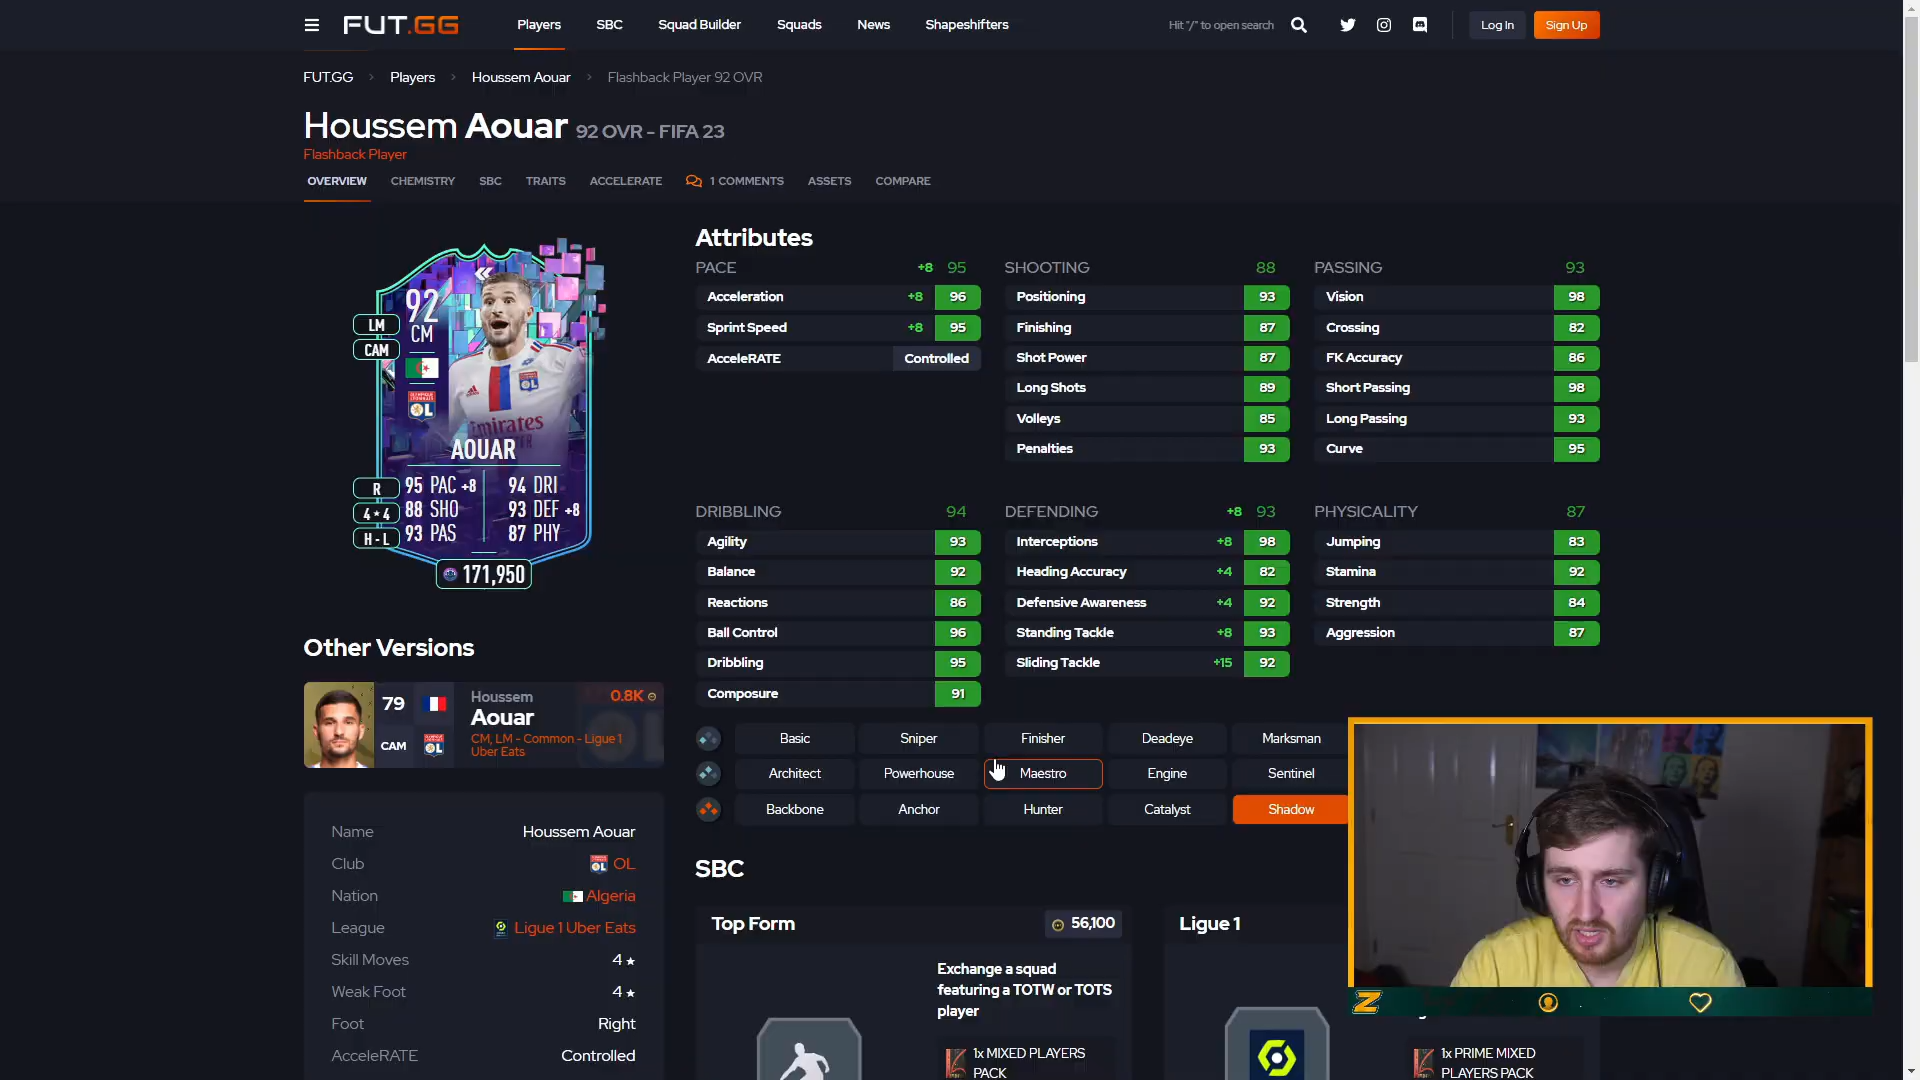 FUT.GG
Players
SBC
Squad Builder
Squads
News
Shapeshifters
Hit "/" to open search
Log In
Sign Up
FUT.GG > Players > Houssem Aouar > Flashback Player 92 OVR
Houssem Aouar 92 OVR - FIFA 23
Flashback Player
OVERVIEW
CHEMISTRY
SBC
TRAITS
ACCELERATE
1 COMMENTS
ASSETS
COMPARE
92
CM
LM
CAM
OL
Emirates
AOUAR
R
4★4
H - L
95 PAC +8 94 DRI
88 SHO 93 DEF +8
93 PAS 87 PHY
171,950
Attributes
PACE +8 95
Acceleration +8 96
Sprint Speed +8 95
AcceleRATE Controlled
SHOOTING 88
Positioning 93
Finishing 87
Shot Power 87
Long Shots 89
Volleys 85
Penalties 93
PASSING 93
Vision 98
Crossing 82
FK Accuracy 86
Short Passing 98
Long Passing 93
Curve 95
DRIBBLING 94
Agility 93
Balance 92
Reactions 86
Ball Control 96
Dribbling 95
Composure 91
DEFENDING +8 93
Interceptions +8 98
Heading Accuracy +4 82
Defensive Awareness +4 92
Standing Tackle +8 93
Sliding Tackle +15 92
PHYSICALITY 87
Jumping 83
Stamina 92
Strength 84
Aggression 87
Basic Sniper Finisher Deadeye Marksman
Architect Powerhouse Maestro Engine Sentinel
Backbone Anchor Hunter Catalyst Shadow
Other Versions
79
CAM
Houssem
Aouar
0.8K
CM, LM - Common - Ligue 1
Uber Eats
Name Houssem Aouar
Club OL
Nation Algeria
League Ligue 1 Uber Eats
Skill Moves 4 ★
Weak Foot 4 ★
Foot Right
AcceleRATE Controlled
SBC
Top Form 56,100
Exchange a squad
featuring a TOTW or TOTS
player
1x MIXED PLAYERS
PACK
Ligue 1
1x PRIME MIXED
PLAYERS PACK
Z